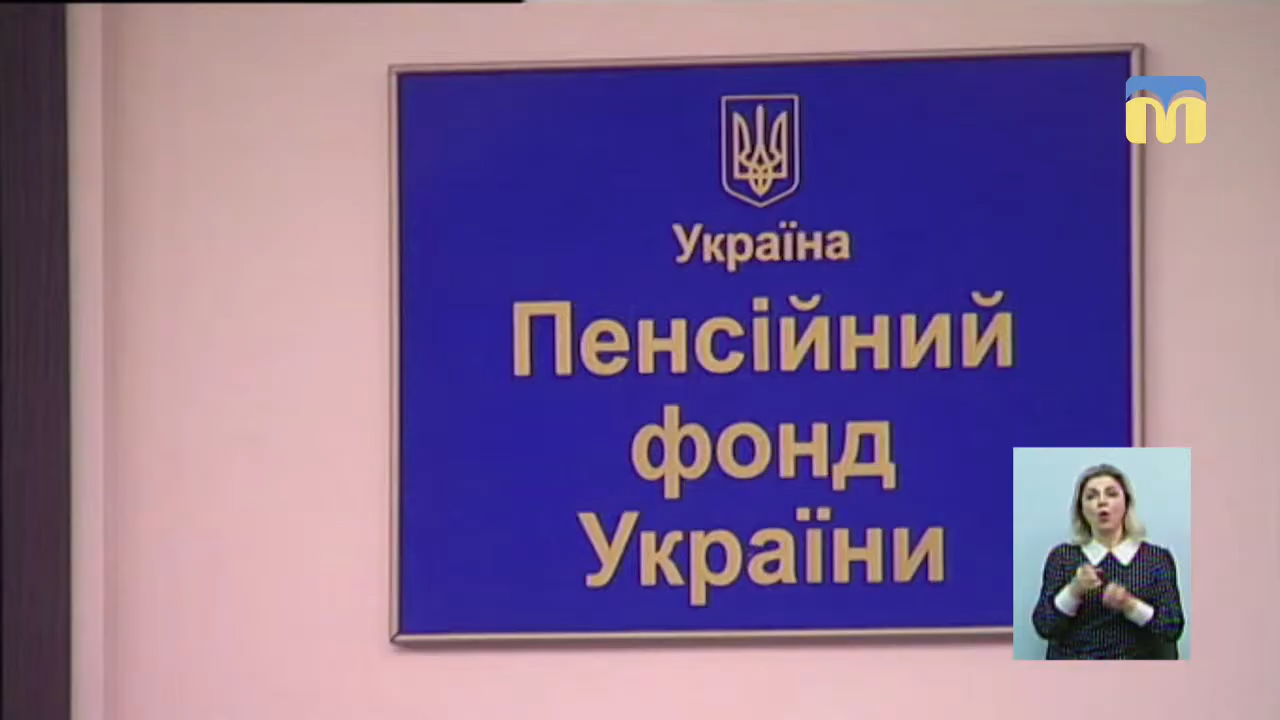 Україна
Пенсійний
фонд
України